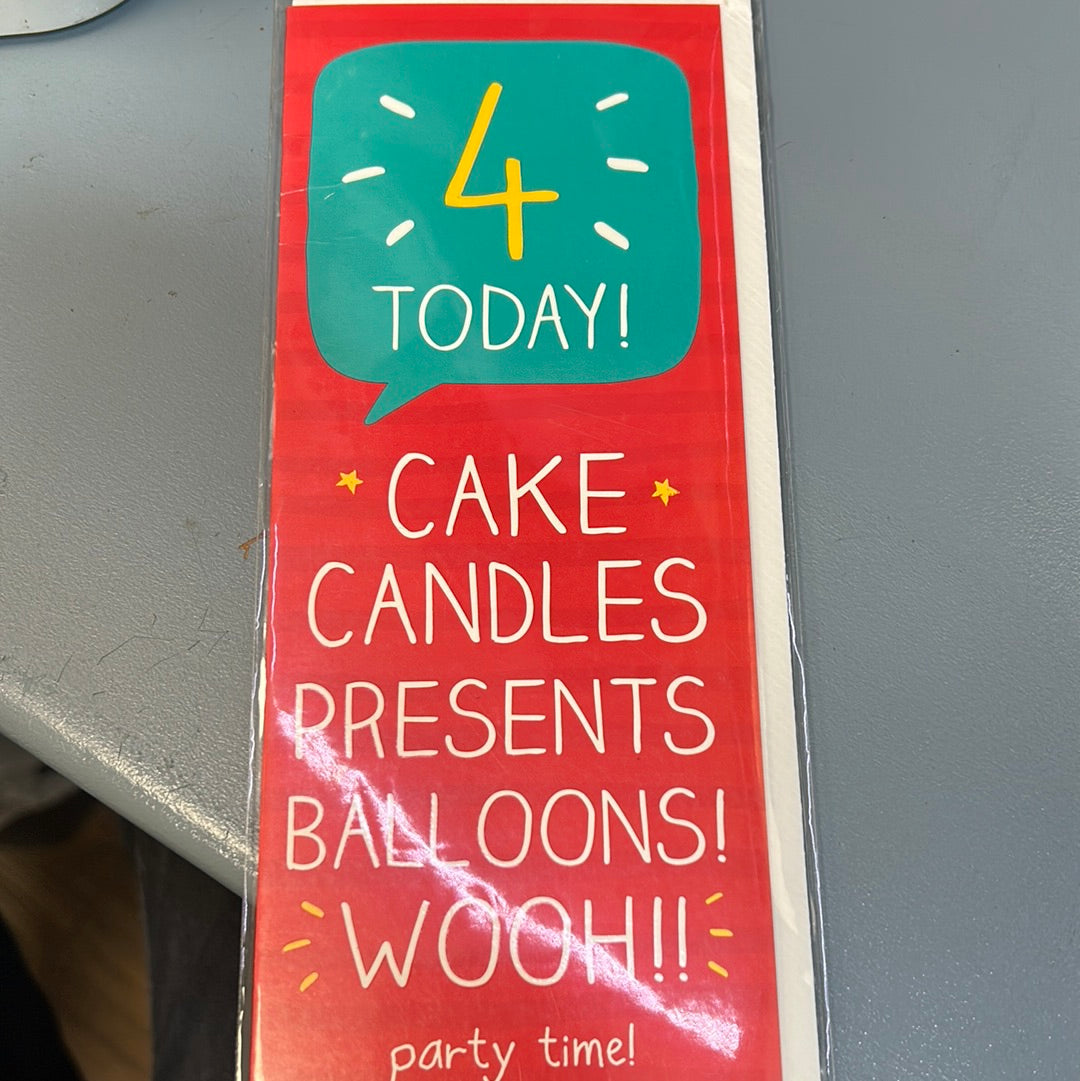 4
TODAY!
CAKE
CANDLES
PRESENTS
BALLOONS!
WOOH!!
party time!